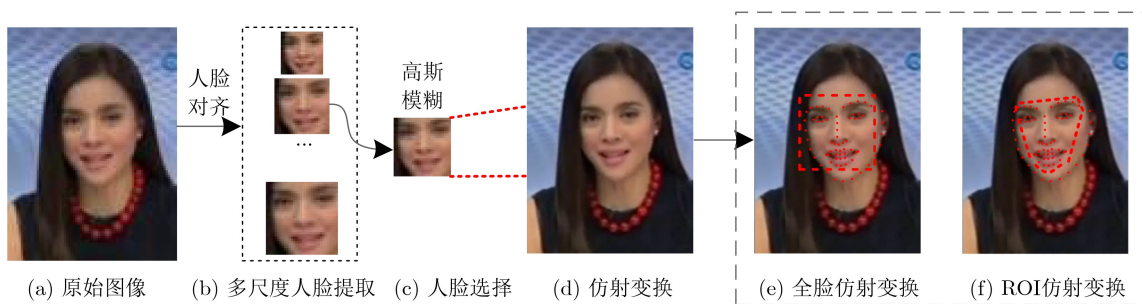 人脸
对齐
...
高斯
模糊
(a) 原始图像
(b) 多尺度人脸提取
(c) 人脸选择
(d) 仿射变换
(e) 全脸仿射变换
(f) ROI仿射变换